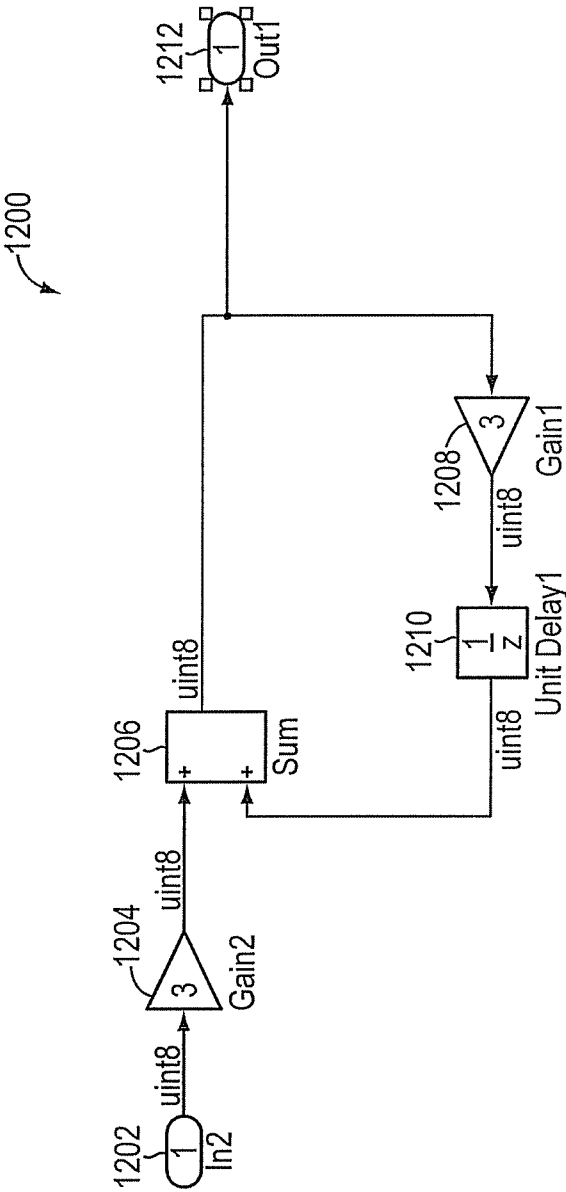 1200
1202
1
In2
uint8
1204
3
Gain2
uint8
1206
+
+
Sum
uint8
1212
1
Out1
1208
3
Gain1
uint8
1210
1
z
Unit Delay1
uint8